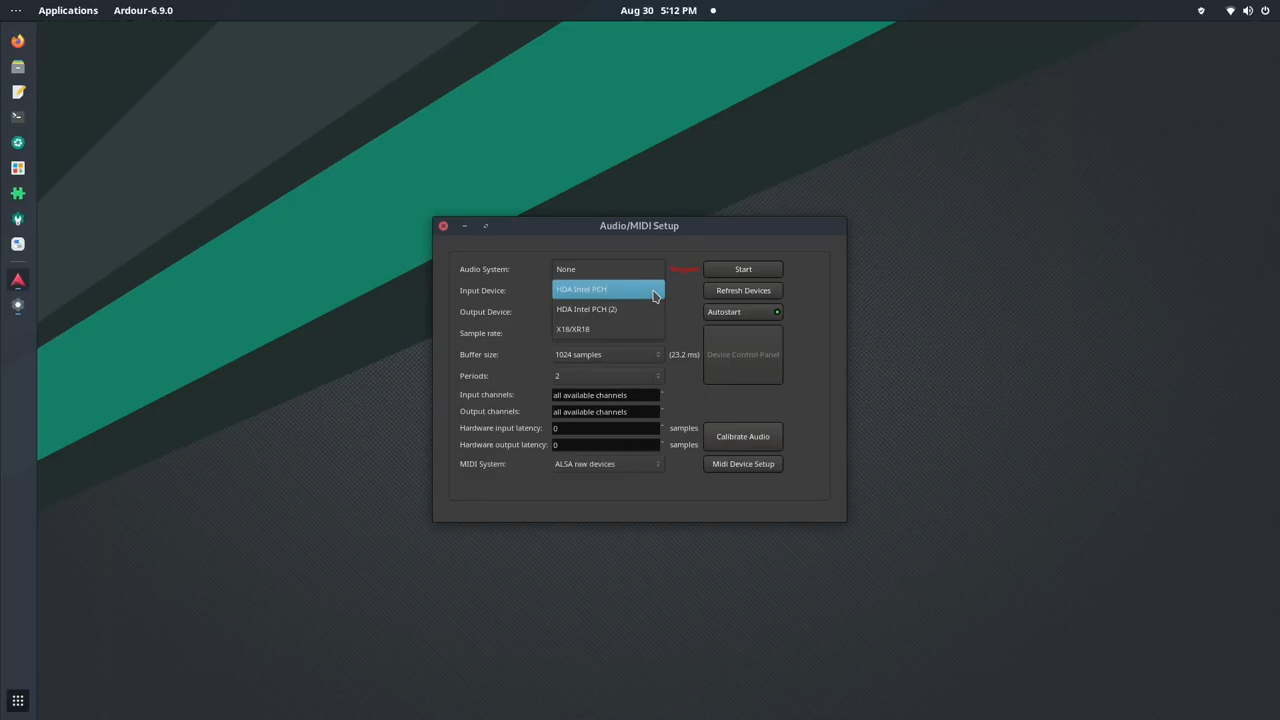 Applications Ardour-6.9.0 Aug 30 5:12 PM
Audio/MIDI Setup
Audio System: None Start
Input Device: HDA Intel PCH Refresh Devices
HDA Intel PCH (2)
Output Device: Autostart
X18/XR18
Sample rate:
Buffer size: 1024 samples (23.2 ms) Device Control Panel
Periods: 2
Input channels: all available channels
Output channels: all available channels
Hardware input latency: 0 samples
Calibrate Audio
Hardware output latency: 0 samples
MIDI System: ALSA raw devices Midi Device Setup